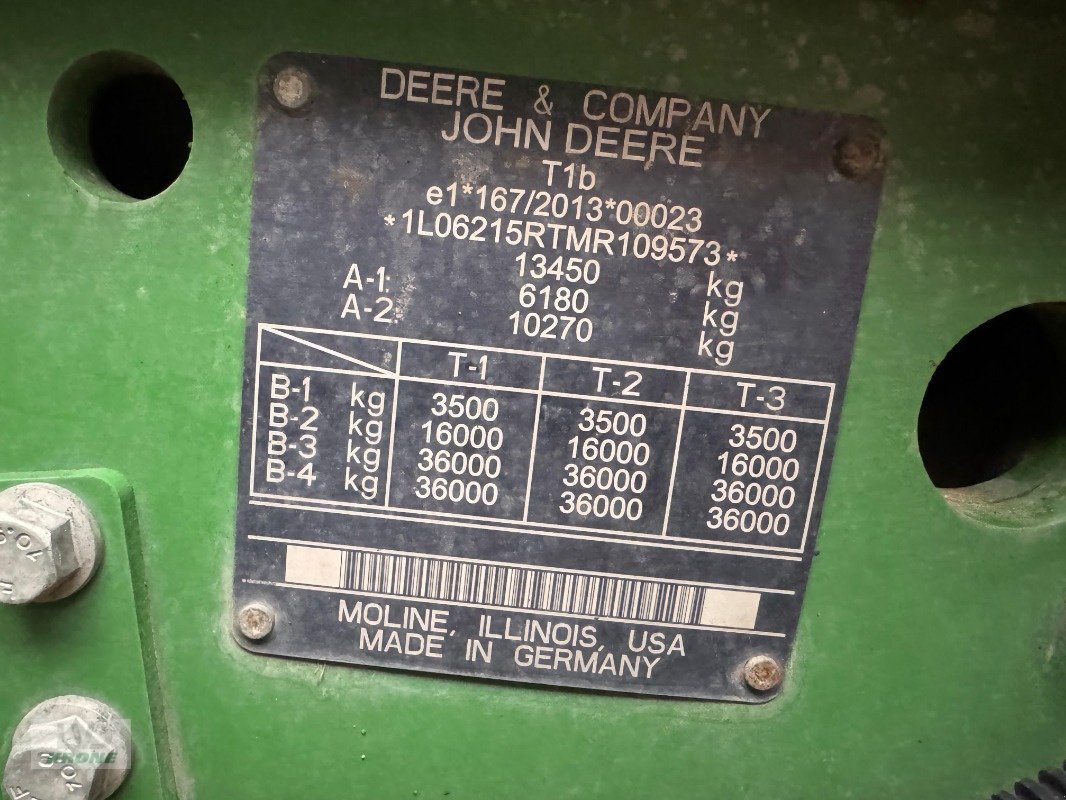 DEERE & COMPANY
JOHN DEERE
T1b
e1*167/2013*00023
*1L06215RTMR109573*
13450 kg
A-1: 6180 kg
A-2: 10270 kg
T-1 T-2 T-3
B-1 kg 3500 3500 3500
B-2 kg 16000 16000 16000
B-3 kg 36000 36000 36000
B-4 kg 36000 36000 36000
MOLINE, ILLINOIS, USA
MADE IN GERMANY